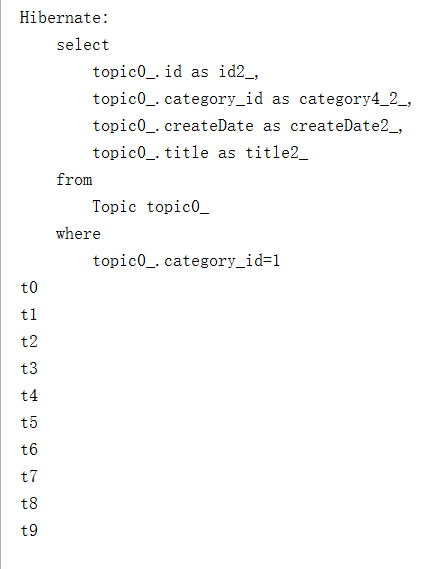 Hibernate:
    select
        topic0_.id as id2_,
        topic0_.category_id as category4_2_,
        topic0_.createDate as createDate2_,
        topic0_.title as title2_
    from
        Topic topic0_
    where
        topic0_.category_id=1
t0
t1
t2
t3
t4
t5
t6
t7
t8
t9